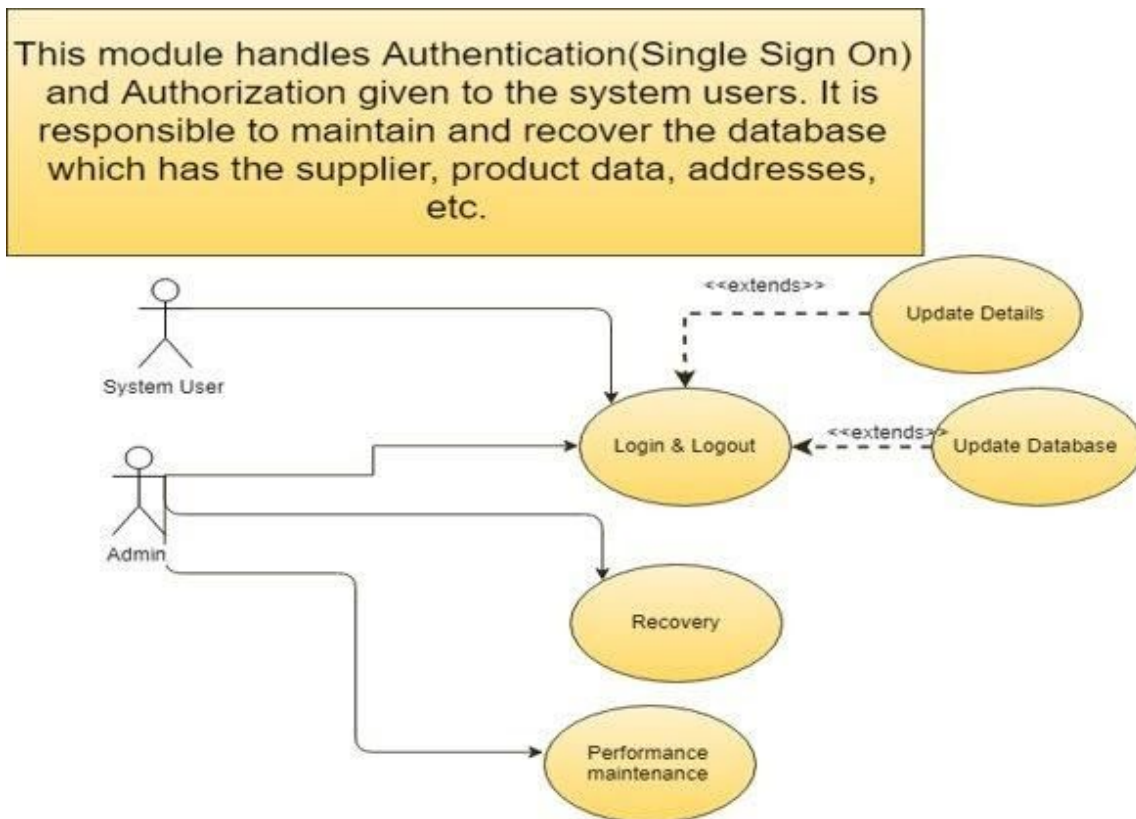 This module handles Authentication(Single Sign On)
and Authorization given to the system users. It is
responsible to maintain and recover the database
which has the supplier, product data, addresses,
etc.
<<extends>>
Update Details
System User
Login & Logout
<<extends>>
Update Database
Admin
Recovery
Performance
maintenance